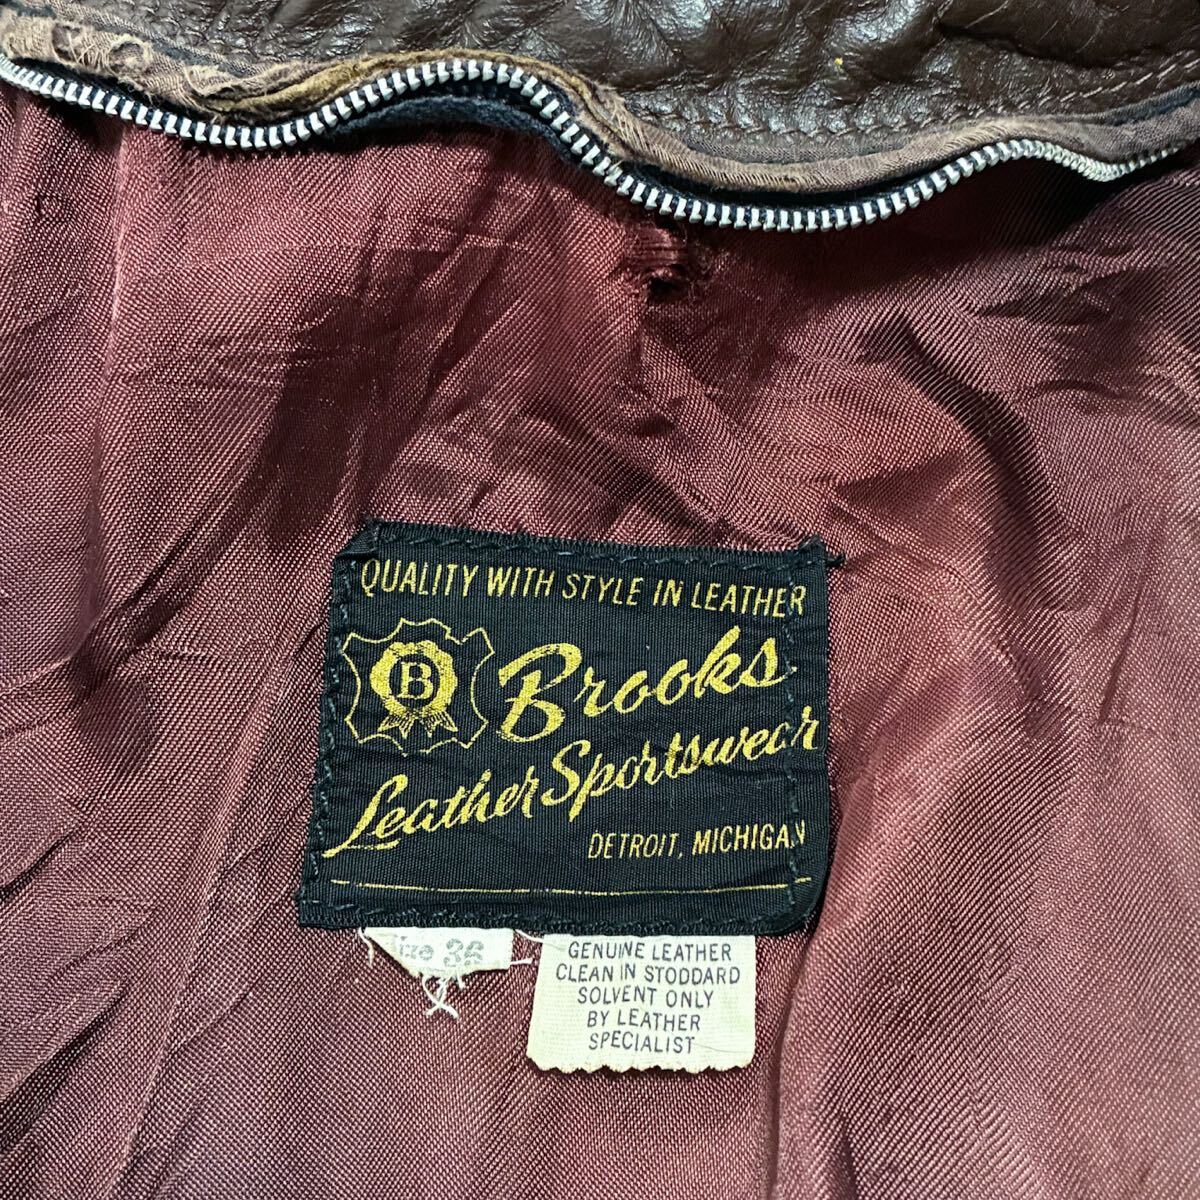 QUALITY WITH STYLE IN LEATHER
B
Brooks
Leather Sportswear
DETROIT, MICHIGAN
Size 36
GENUINE LEATHER
CLEAN IN STODDARD
SOLVENT ONLY
BY LEATHER
SPECIALIST